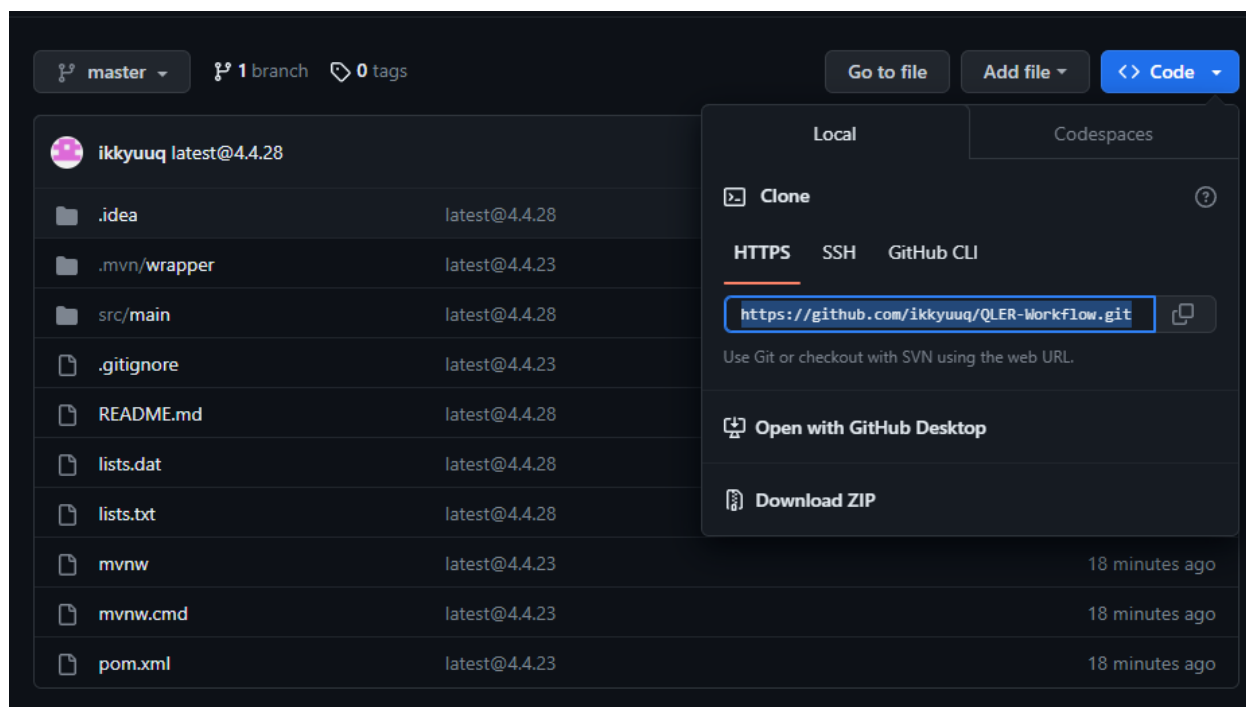 master 1 branch 0 tags Go to file Add file <> Code
Local Codespaces
ikkyuuq latest@4.4.28
Clone
.idea latest@4.4.28
HTTPS SSH GitHub CLI
.mvn/wrapper latest@4.4.23
src/main latest@4.4.28
https://github.com/ikkyuuq/QLER-Workflow.git
Use Git or checkout with SVN using the web URL.
.gitignore latest@4.4.23
README.md latest@4.4.28
Open with GitHub Desktop
lists.dat latest@4.4.28
lists.txt latest@4.4.28
Download ZIP
mvnw latest@4.4.23 18 minutes ago
mvnw.cmd latest@4.4.23 18 minutes ago
pom.xml latest@4.4.23 18 minutes ago